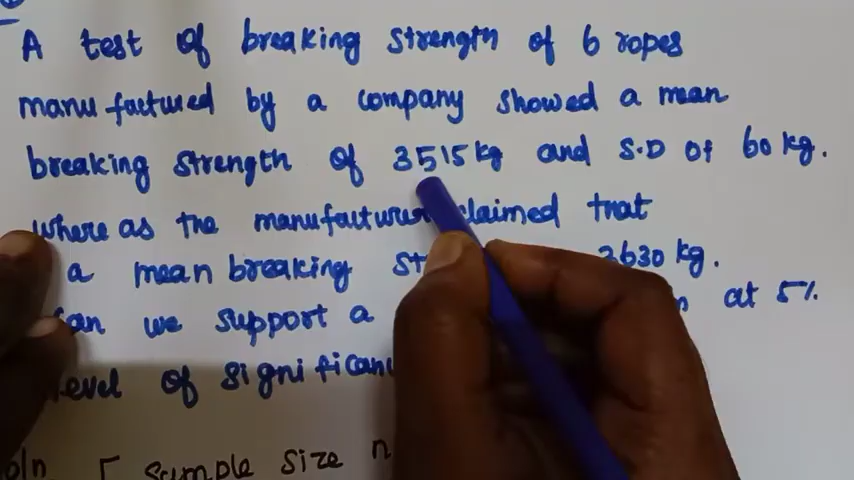 A test of breaking strength of 6 ropes
manufactured by a company showed a mean
breaking strength of 3515 kg and S.D of 60 kg.
where as the manufacturer claimed that
a mean breaking 3630 kg.
can we support a at 5%
level of significan
soln sample size n